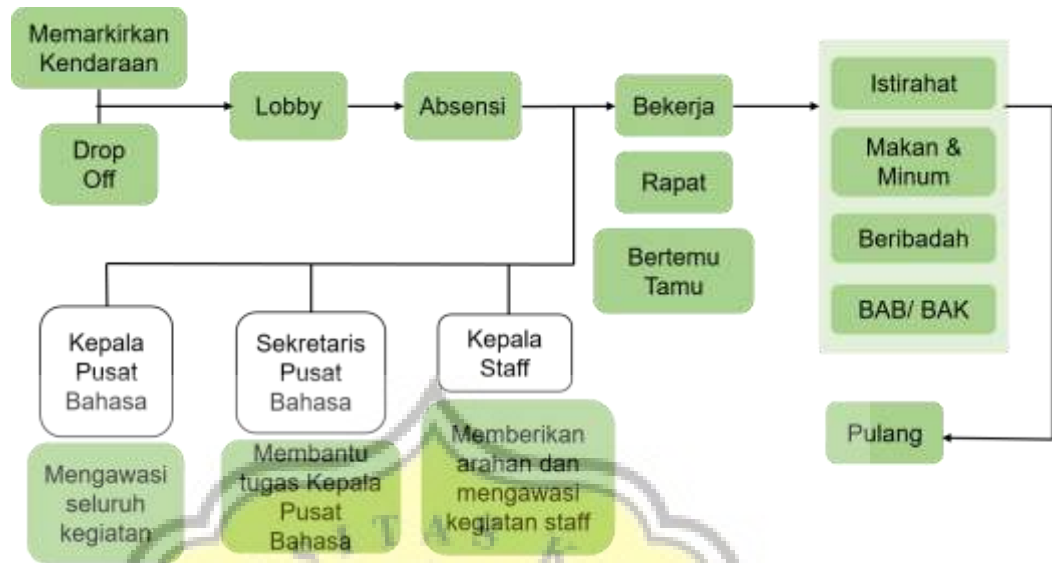 Memarkirkan
Kendaraan
Drop
Off
Lobby
Absensi
Bekerja
Rapat
Bertemu
Tamu
Istirahat
Makan &
Minum
Beribadah
BAB/ BAK
Pulang
Kepala
Pusat
Bahasa
Mengawasi
seluruh
kegiatan
Sekretaris
Pusat
Bahasa
Membantu
tugas Kepala
Pusat
Bahasa
Kepala
Staff
Memberikan
arahan dan
mengawasi
kegiatan staff